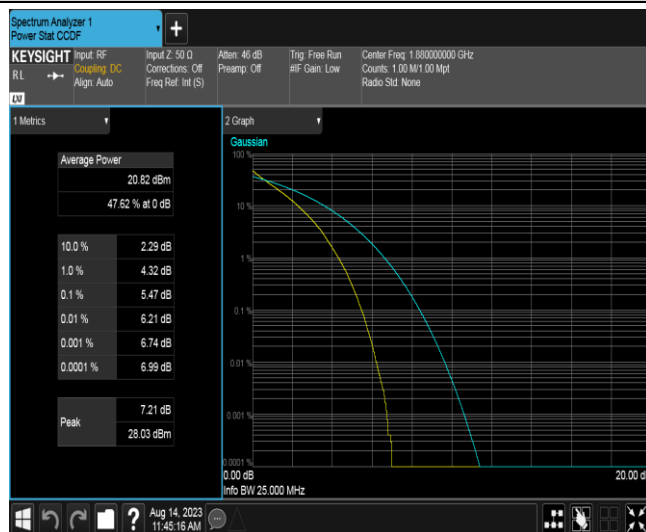 Spectrum Analyzer 1
Power Stat CCDF
+
KEYSIGHT
RL
LXI
Input: RF
Coupling: DC
Align: Auto
Input Z: 50 Ω
Corrections: Off
Freq Ref: Int (S)
Atten: 46 dB
Preamp: Off
Trig: Free Run
#IF Gain: Low
Center Freq: 1.880000000 GHz
Counts: 1.00 M/1.00 Mpt
Radio Std: None
1 Metrics
Average Power
20.82 dBm
47.62 % at 0 dB
10.0 % 2.29 dB
1.0 % 4.32 dB
0.1 % 5.47 dB
0.01 % 6.21 dB
0.001 % 6.74 dB
0.0001 % 6.99 dB
Peak
7.21 dB
28.03 dBm
2 Graph
Gaussian
100 %
10 %
1 %
0.1 %
0.01 %
0.001 %
0.0001 %
0.00 dB
20.00 d
Info BW 25.000 MHz
?
Aug 14, 2023
11:45:16 AM